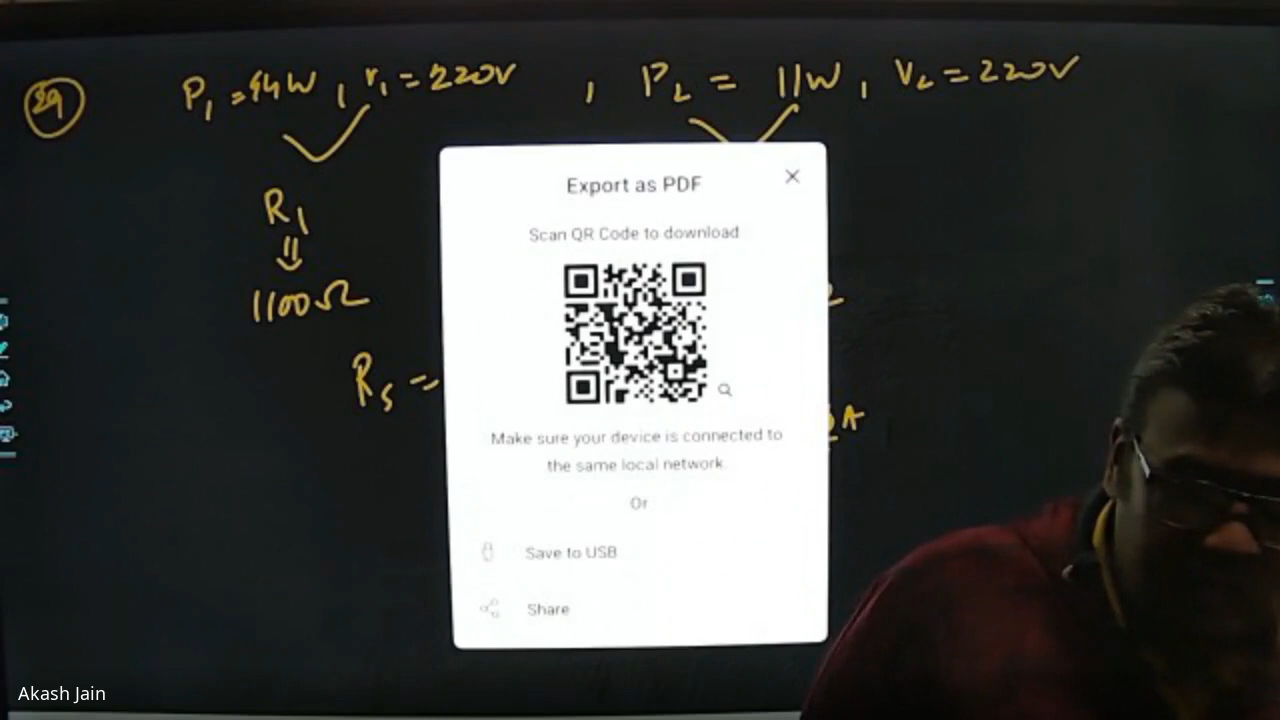 29 P₁ = 44W, V₁ = 220V, P₂ = 11W, V₂ = 220V
R₁
⇓
1100Ω
R₅ =
A
Export as PDF
Scan QR Code to download
Make sure your device is connected to
the same local network.
Or
Save to USB
Share
Akash Jain